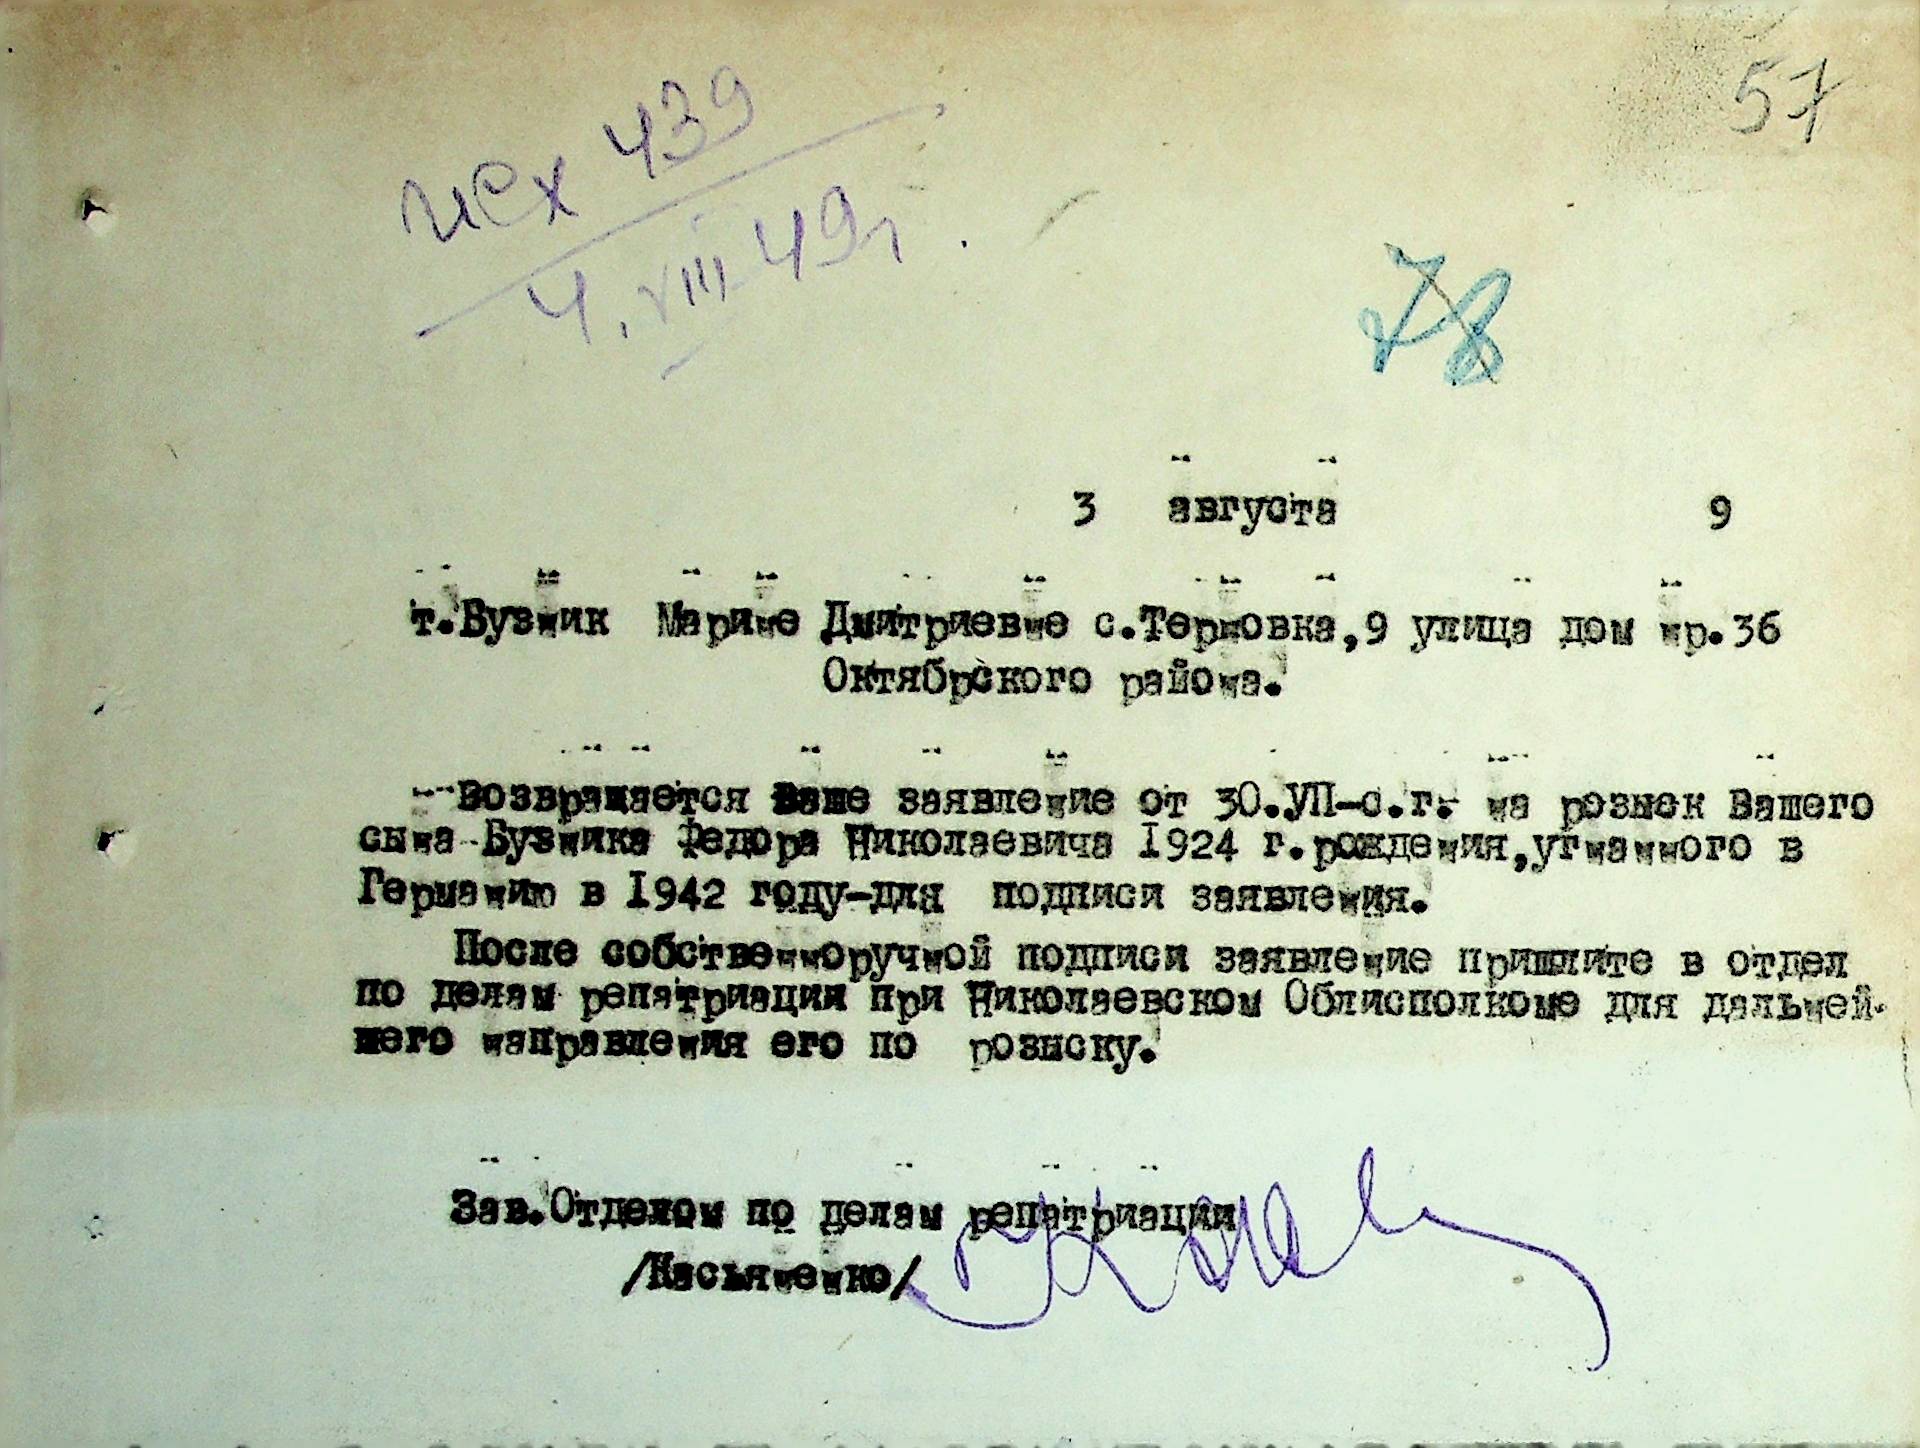 57
исх 439
4. VIII 49г
78
3 августа 9
т.Бузник Марине Дмитриевне с.Терновка,9 улица дом нр.36
Октябрского района.
Возвращается Ваше заявление от 30.УП-с.г. на розыск Вашего
сына Бузника Федора Николаевича 1924 г.рождения,угнанного в
Германию в 1942 году-для подписи заявления.
После собственноручной подписи заявление пришлите в отдел
по делам репатриации при Николаевском Облисполкоме для дальней-
шего направления его по розыску.
Зав.Отделом по делам репатриации
/Касьяненко/